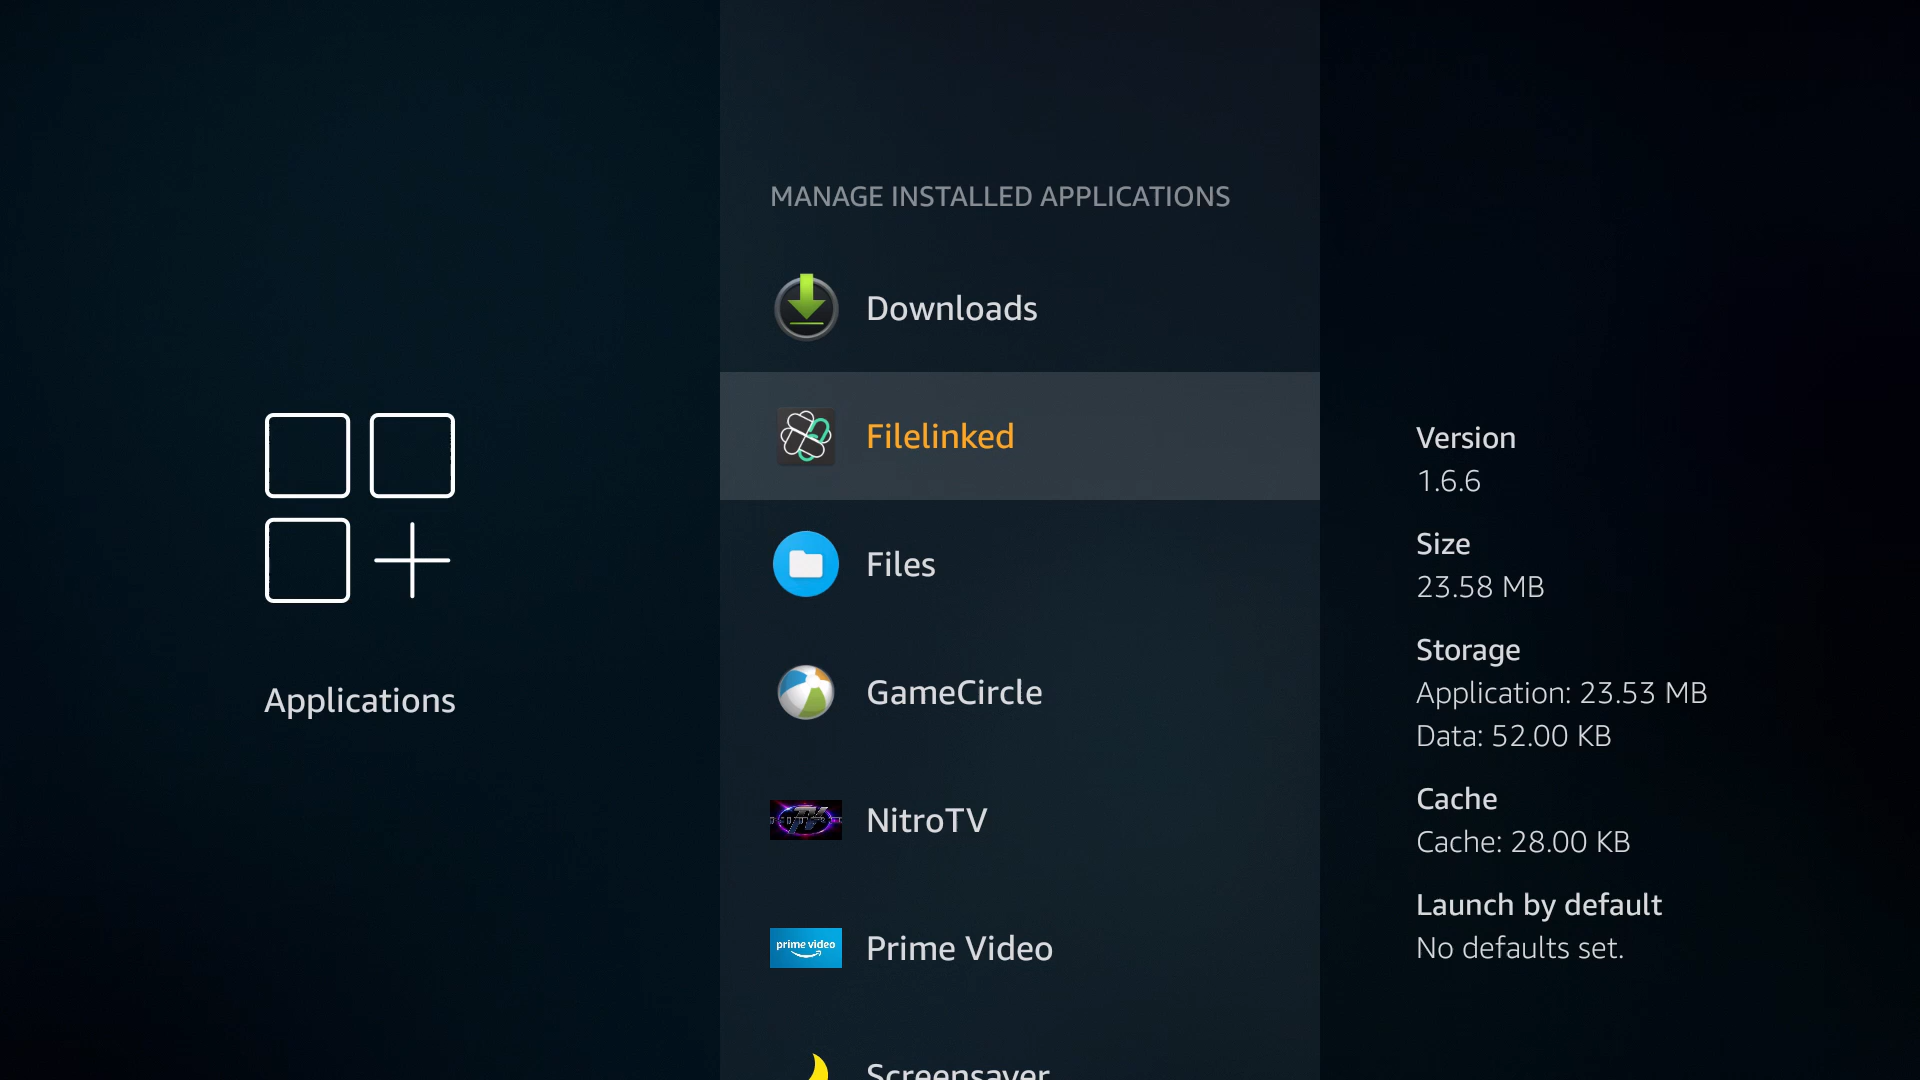 Applications
MANAGE INSTALLED APPLICATIONS
Downloads
Filelinked
Files
GameCircle
NitroTV
prime video
Prime Video
Screensaver
Version
1.6.6
Size
23.58 MB
Storage
Application: 23.53 MB
Data: 52.00 KB
Cache
Cache: 28.00 KB
Launch by default
No defaults set.